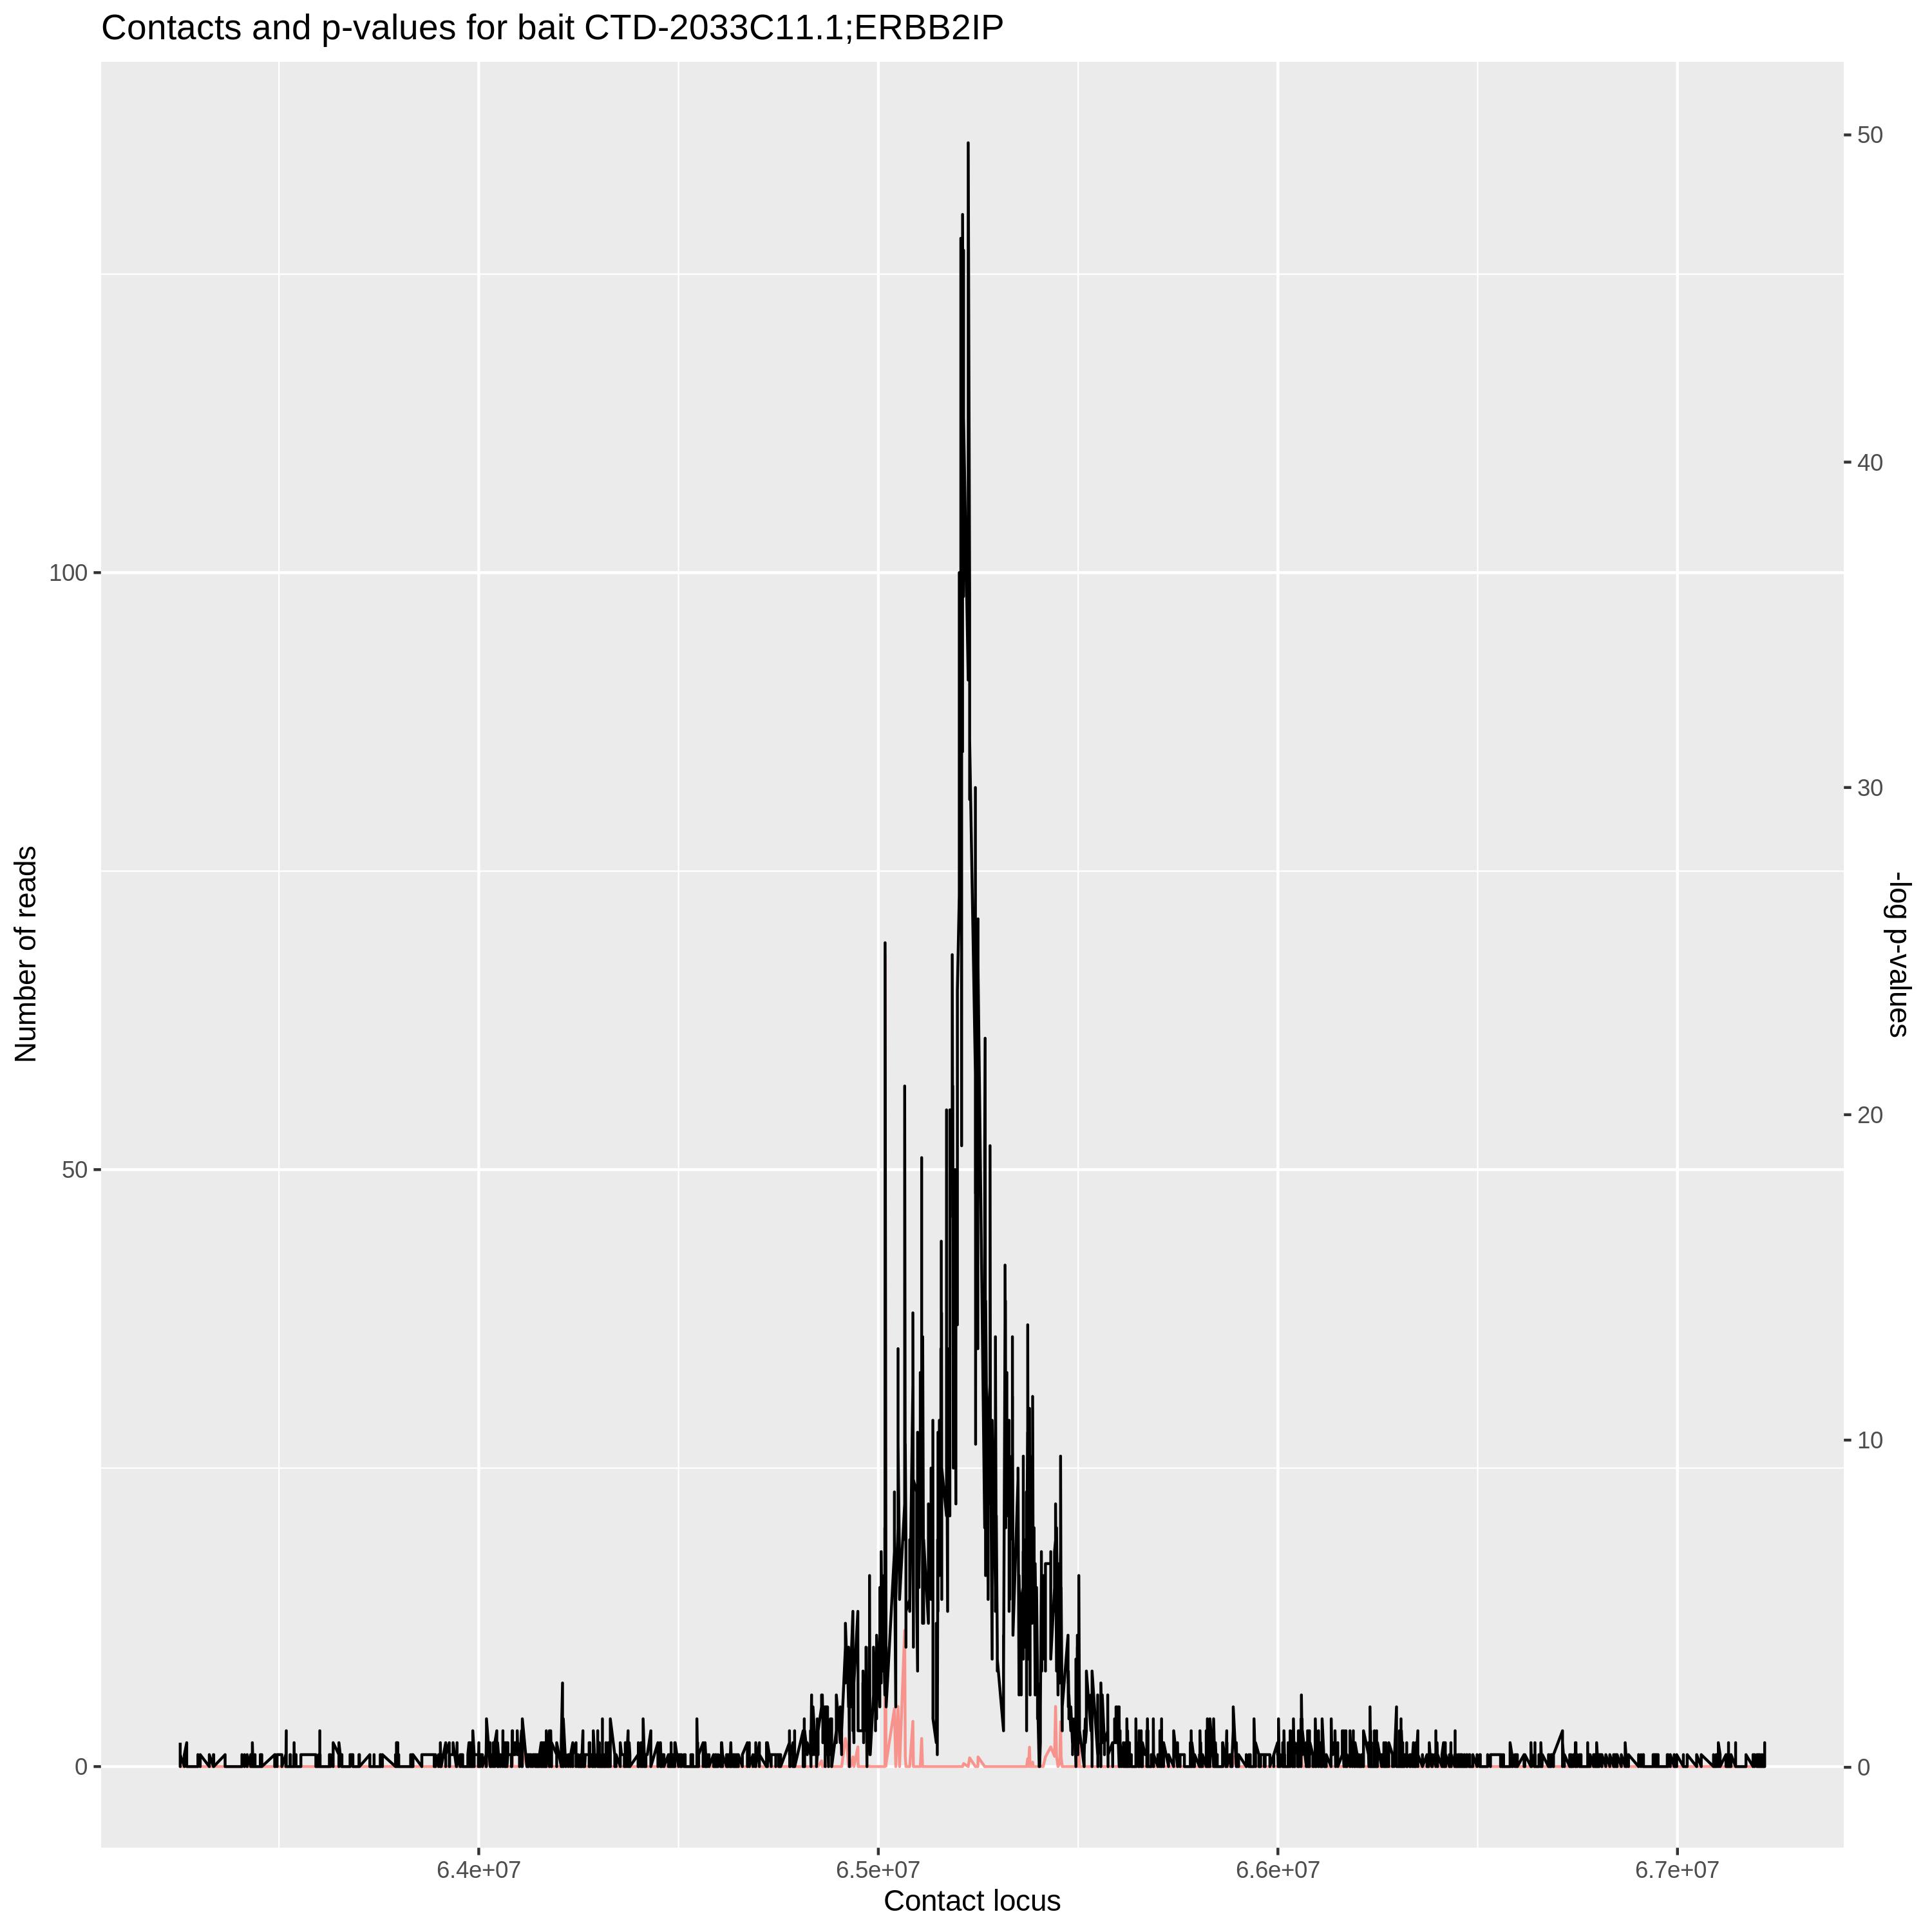 Contacts and p-values for bait CTD-2033C11.1;ERBB2IP
Number of reads
100
50
0
50
40
30
20
10
0
-log p-values
6.4e+07
6.5e+07
6.6e+07
6.7e+07
Contact locus